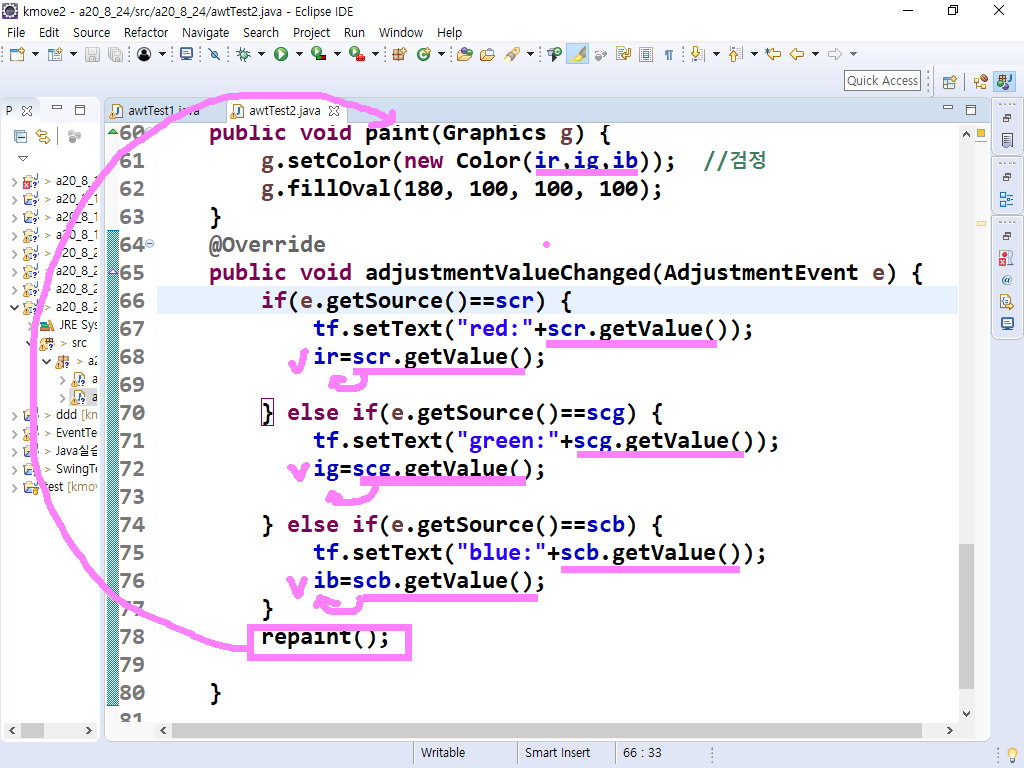 kmove2 - a20_8_24/src/a20_8_24/awtTest2.java - Eclipse IDE
File Edit Source Refactor Navigate Search Project Run Window Help
Quick Access
P
awtTest1.java awtTest2.java
60 public void paint(Graphics g) {
61 g.setColor(new Color(ir,ig,ib)); //검정
62 g.fillOval(180, 100, 100, 100);
63 }
64 @Override
65 public void adjustmentValueChanged(AdjustmentEvent e) {
66 if(e.getSource()==scr) {
67 tf.setText("red:"+scr.getValue());
68 ir=scr.getValue();
69
70 } else if(e.getSource()==scg) {
71 tf.setText("green:"+scg.getValue());
72 ig=scg.getValue();
73
74 } else if(e.getSource()==scb) {
75 tf.setText("blue:"+scb.getValue());
76 ib=scb.getValue();
77 }
78 repaint();
79
80 }
81
> a20_8_1
> a20_8_1
> a20_8_1
> a20_8_1
> a20_8_2
> a20_8_2
> a20_8_2
> a20_8_2
JRE Sys
> src
> a2
a
a
> ddd [km
> EventTe
> Java실습
> SwingTe
test [kmov
Writable Smart Insert 66 : 33